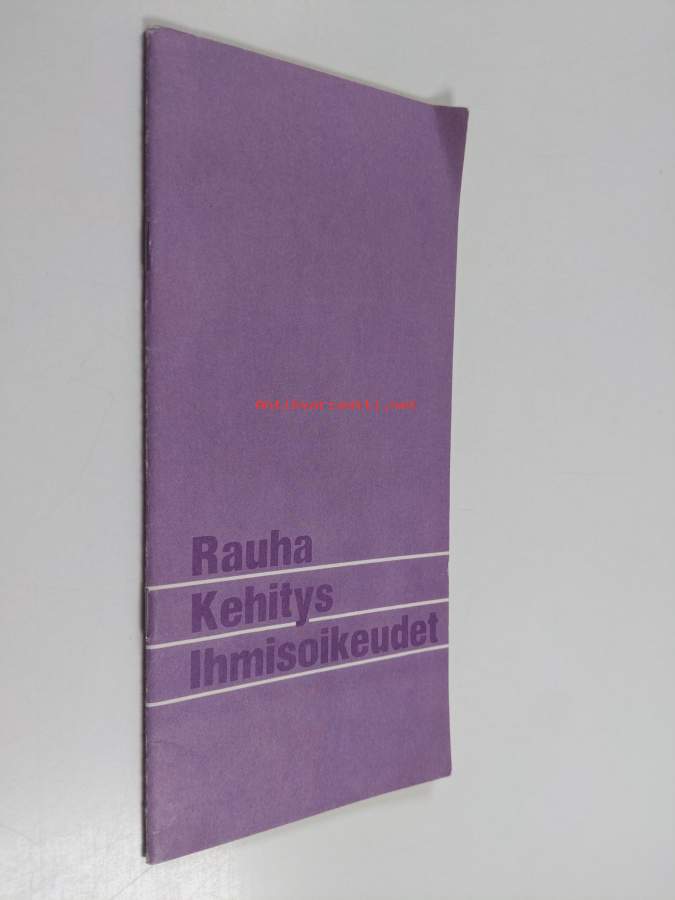 Antikvariaatti.net
Rauha
Kehitys
Ihmisoikeudet